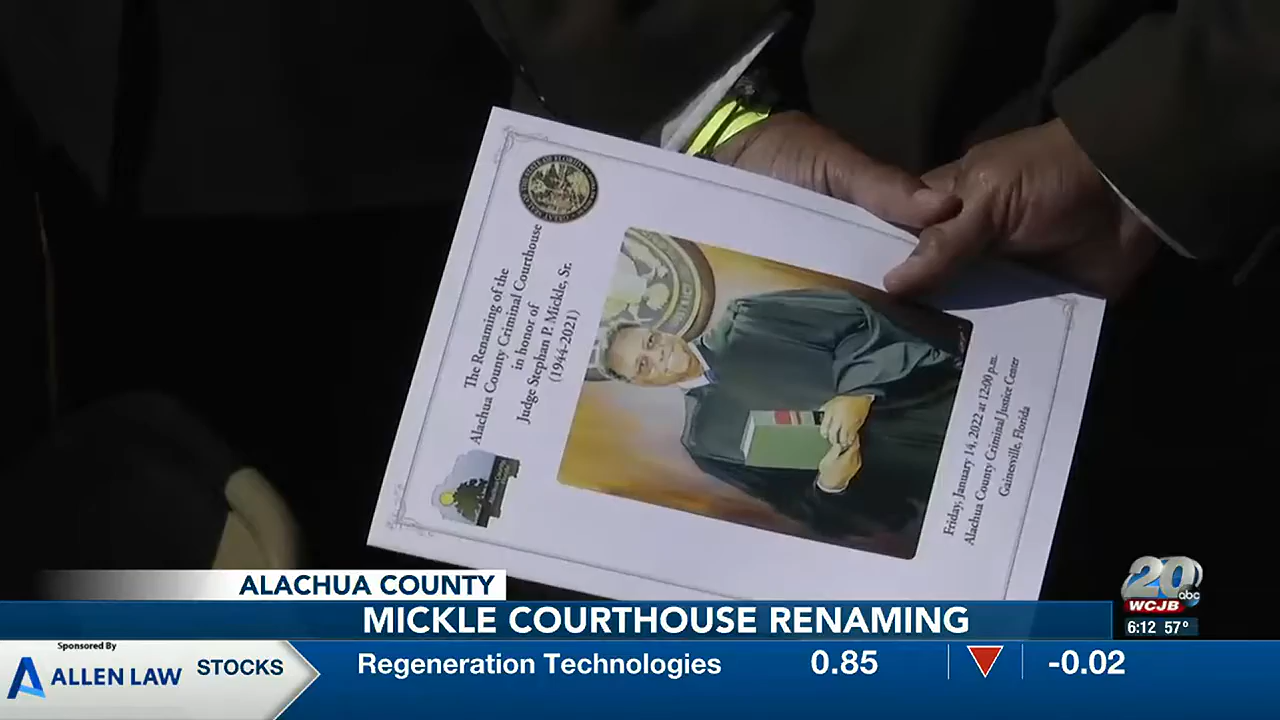 The Renaming of the
Alachua County Criminal Courthouse
in honor of
Judge Stephan P. Mickle, Sr.
(1944-2021)
Friday, January 14, 2022 at 12:00 p.m.
Alachua County Criminal Justice Center
Gainesville, Florida
ALACHUA COUNTY
MICKLE COURTHOUSE RENAMING
20
abc
WCJB
6:12 57°
Sponsored By
ALLEN LAW
STOCKS
Regeneration Technologies 0.85 -0.02